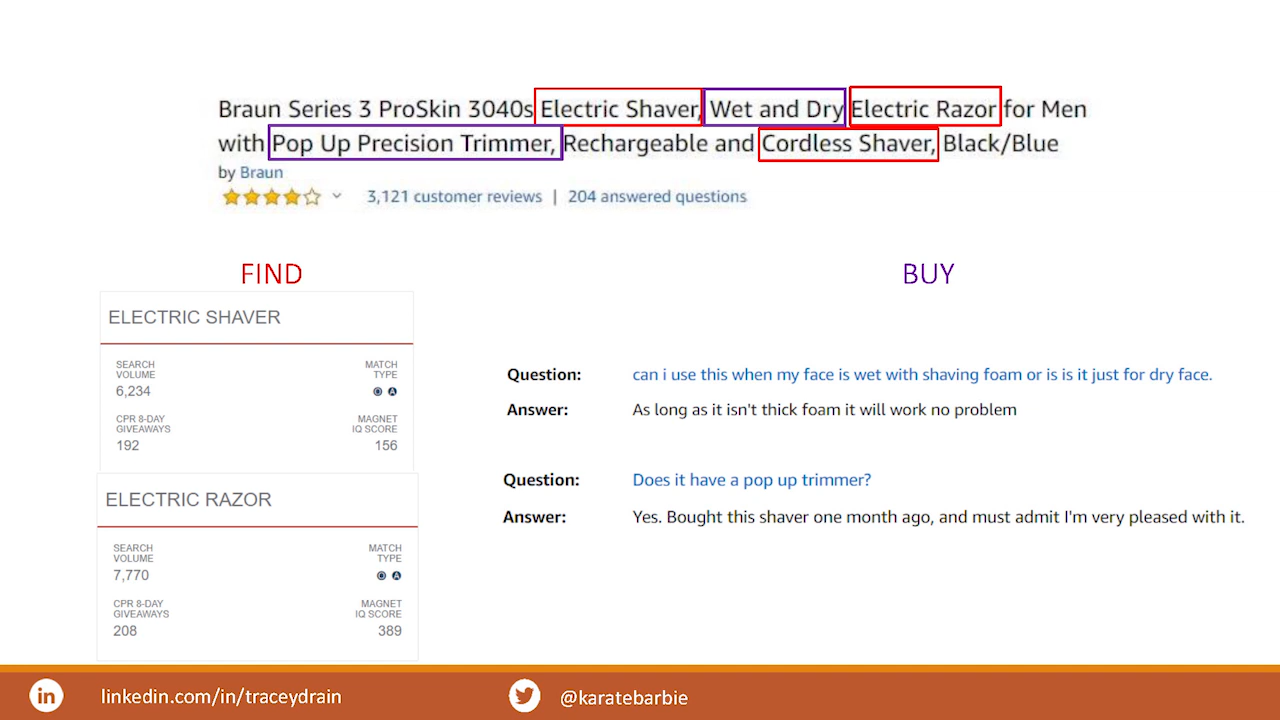 Braun Series 3 ProSkin 3040s Electric Shaver, Wet and Dry Electric Razor for Men
with Pop Up Precision Trimmer, Rechargeable and Cordless Shaver, Black/Blue
by Braun
3,121 customer reviews | 204 answered questions
FIND
BUY
ELECTRIC SHAVER
SEARCH VOLUME
6,234
MATCH TYPE
O A
CPR 8-DAY GIVEAWAYS
192
MAGNET IQ SCORE
156
ELECTRIC RAZOR
SEARCH VOLUME
7,770
MATCH TYPE
O A
CPR 8-DAY GIVEAWAYS
208
MAGNET IQ SCORE
389
Question: can i use this when my face is wet with shaving foam or is is it just for dry face.
Answer: As long as it isn't thick foam it will work no problem
Question: Does it have a pop up trimmer?
Answer: Yes. Bought this shaver one month ago, and must admit I'm very pleased with it.
in linkedin.com/in/traceydrain
@karatebarbie